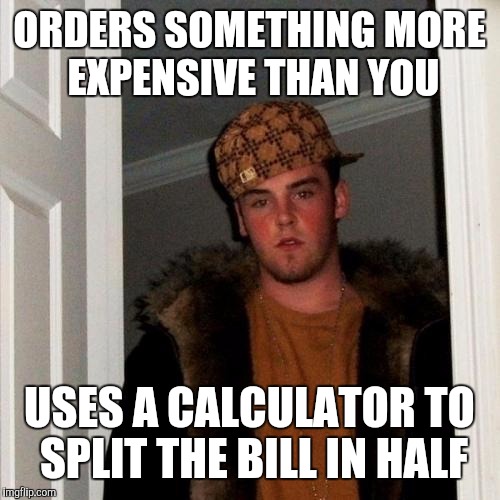 ORDERS SOMETHING MORE
EXPENSIVE THAN YOU
USES A CALCULATOR TO
SPLIT THE BILL IN HALF
imgflip.com